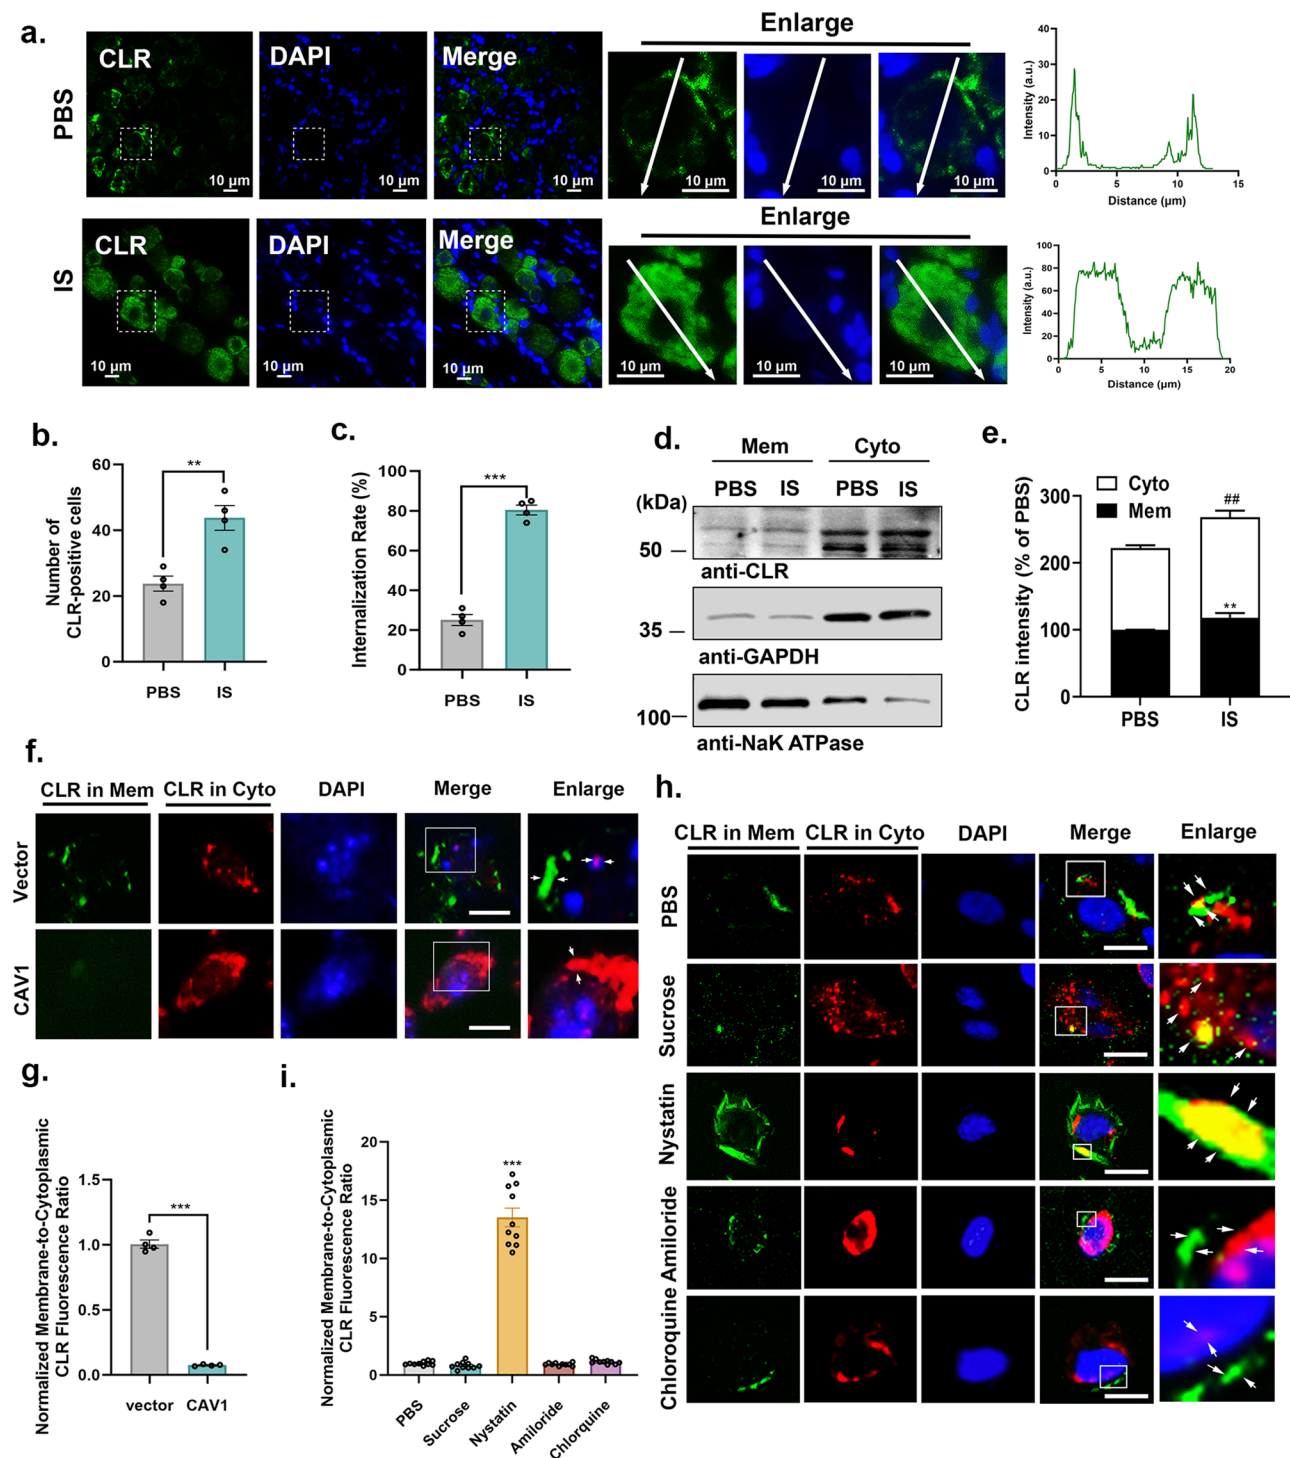 a.
Enlarge
CLR
DAPI
Merge
PBS
10 µm
10 µm
10 µm
10 µm
10 µm
10 µm
Intensity (a.u.)
40
30
20
10
0
0 5 10 15
Distance (µm)
Enlarge
CLR
DAPI
Merge
IS
10 µm
10 µm
10 µm
10 µm
10 µm
10 µm
Intensity (a.u.)
100
80
60
40
20
0
0 5 10 15 20
Distance (µm)
b.
Number of
CLR-positive cells
60
40
20
0
**
PBS IS
c.
Internalization Rate (%)
100
80
60
40
20
0
***
PBS IS
d.
Mem Cyto
PBS IS PBS IS
(kDa)
50
anti-CLR
35
anti-GAPDH
100
anti-NaK ATPase
e.
CLR intensity (% of PBS)
300
200
100
0
Cyto
Mem
##
**
PBS IS
f.
CLR in Mem CLR in Cyto DAPI Merge Enlarge
Vector
CAV1
g.
Normalized Membrane-to-Cytoplasmic
CLR Fluorescence Ratio
1.5
1.0
0.5
0.0
***
vector CAV1
h.
CLR in Mem CLR in Cyto DAPI Merge Enlarge
PBS
Sucrose
Nystatin
Amiloride
Chloroquine
i.
Normalized Membrane-to-Cytoplasmic
CLR Fluorescence Ratio
20
15
10
5
0
***
PBS
Sucrose
Nystatin
Amiloride
Chlorquine